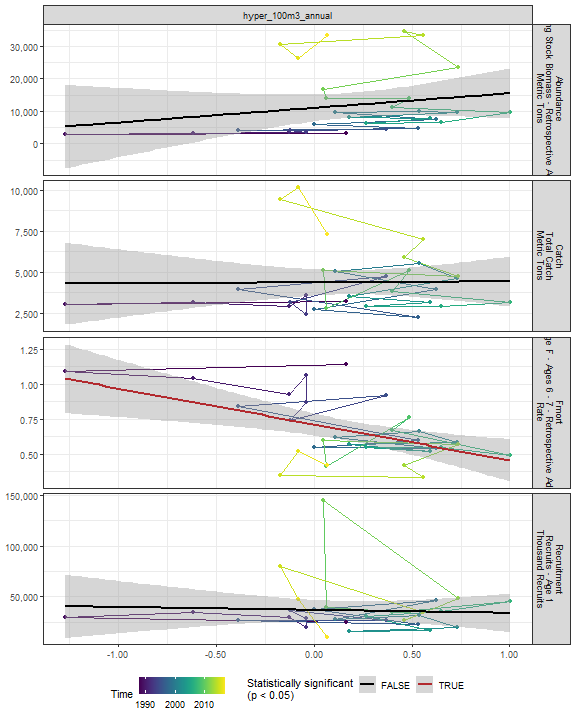 hyper_100m3_annual
30,000
20,000
10,000
0
Abundance
Stock Biomass - Retrospective
Metric Tons
10,000
7,500
5,000
2,500
Catch
Total Catch
Metric Tons
1.25
1.00
0.75
0.50
Fmort
F - Ages 6 - 7 - Retrospective
Rate
150,000
100,000
50,000
Recruitment
Recruits - Age 1
Thousand Recruits
-1.00
-0.50
0.00
0.50
1.00
Time
1990 2000 2010
Statistically significant
(p < 0.05)
FALSE
TRUE